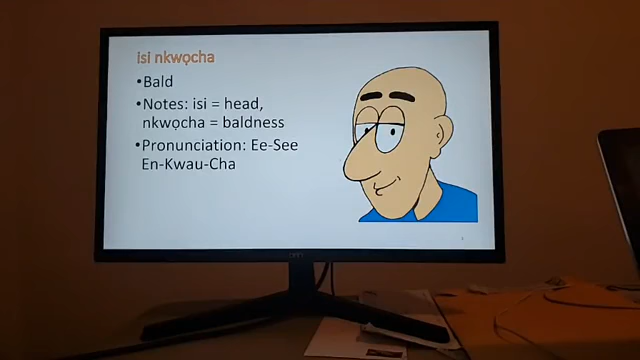 isi nkwọcha
•Bald
•Notes: isi = head,
nkwọcha = baldness
•Pronunciation: Ee-See
En-Kwau-Cha